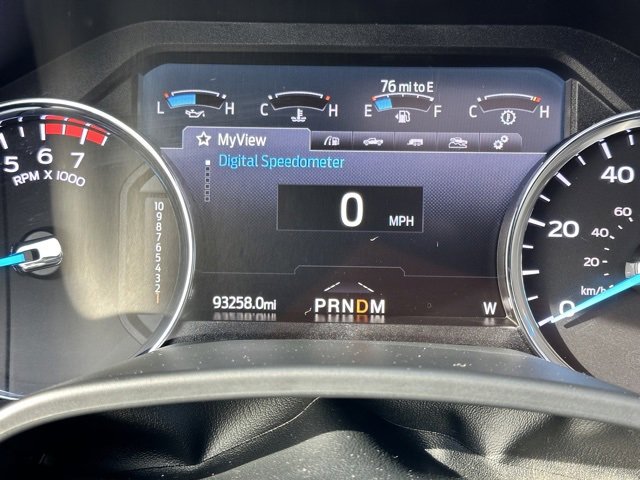 76 mi to E
L H C H E F C H
MyView
Digital Speedometer
0 MPH
93258.0mi PRNDM W
5 6 7
RPM X 1000
10
9
8
7
6
5
4
3
2
1
40
20
0
60
40
20
km/h